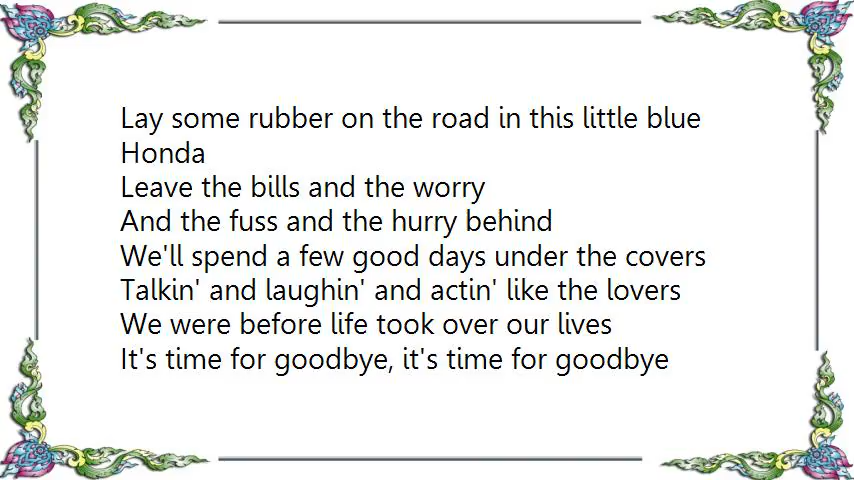 Lay some rubber on the road in this little blue
Honda
Leave the bills and the worry
And the fuss and the hurry behind
We'll spend a few good days under the covers
Talkin' and laughin' and actin' like the lovers
We were before life took over our lives
It's time for goodbye, it's time for goodbye